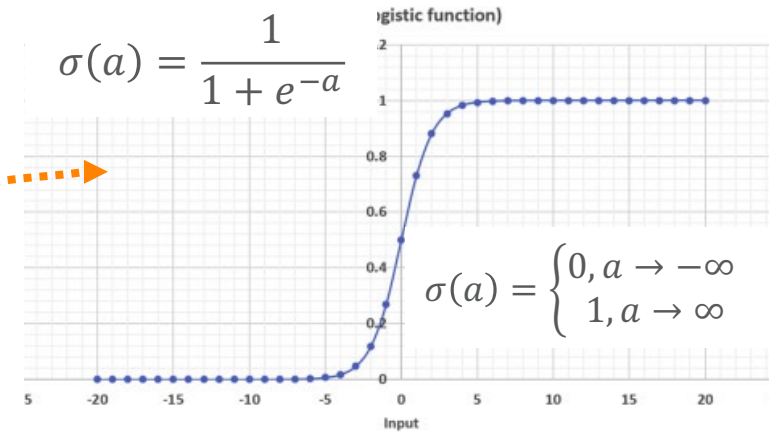 ogistic function)
σ(a) = 1 / (1 + e^{-a})
.2
1
0.8
0.6
0.4
0.2
0
σ(a) = {0, a → −∞
1, a → ∞
5 -20 -15 -10 -5 0 5 10 15 20
Input